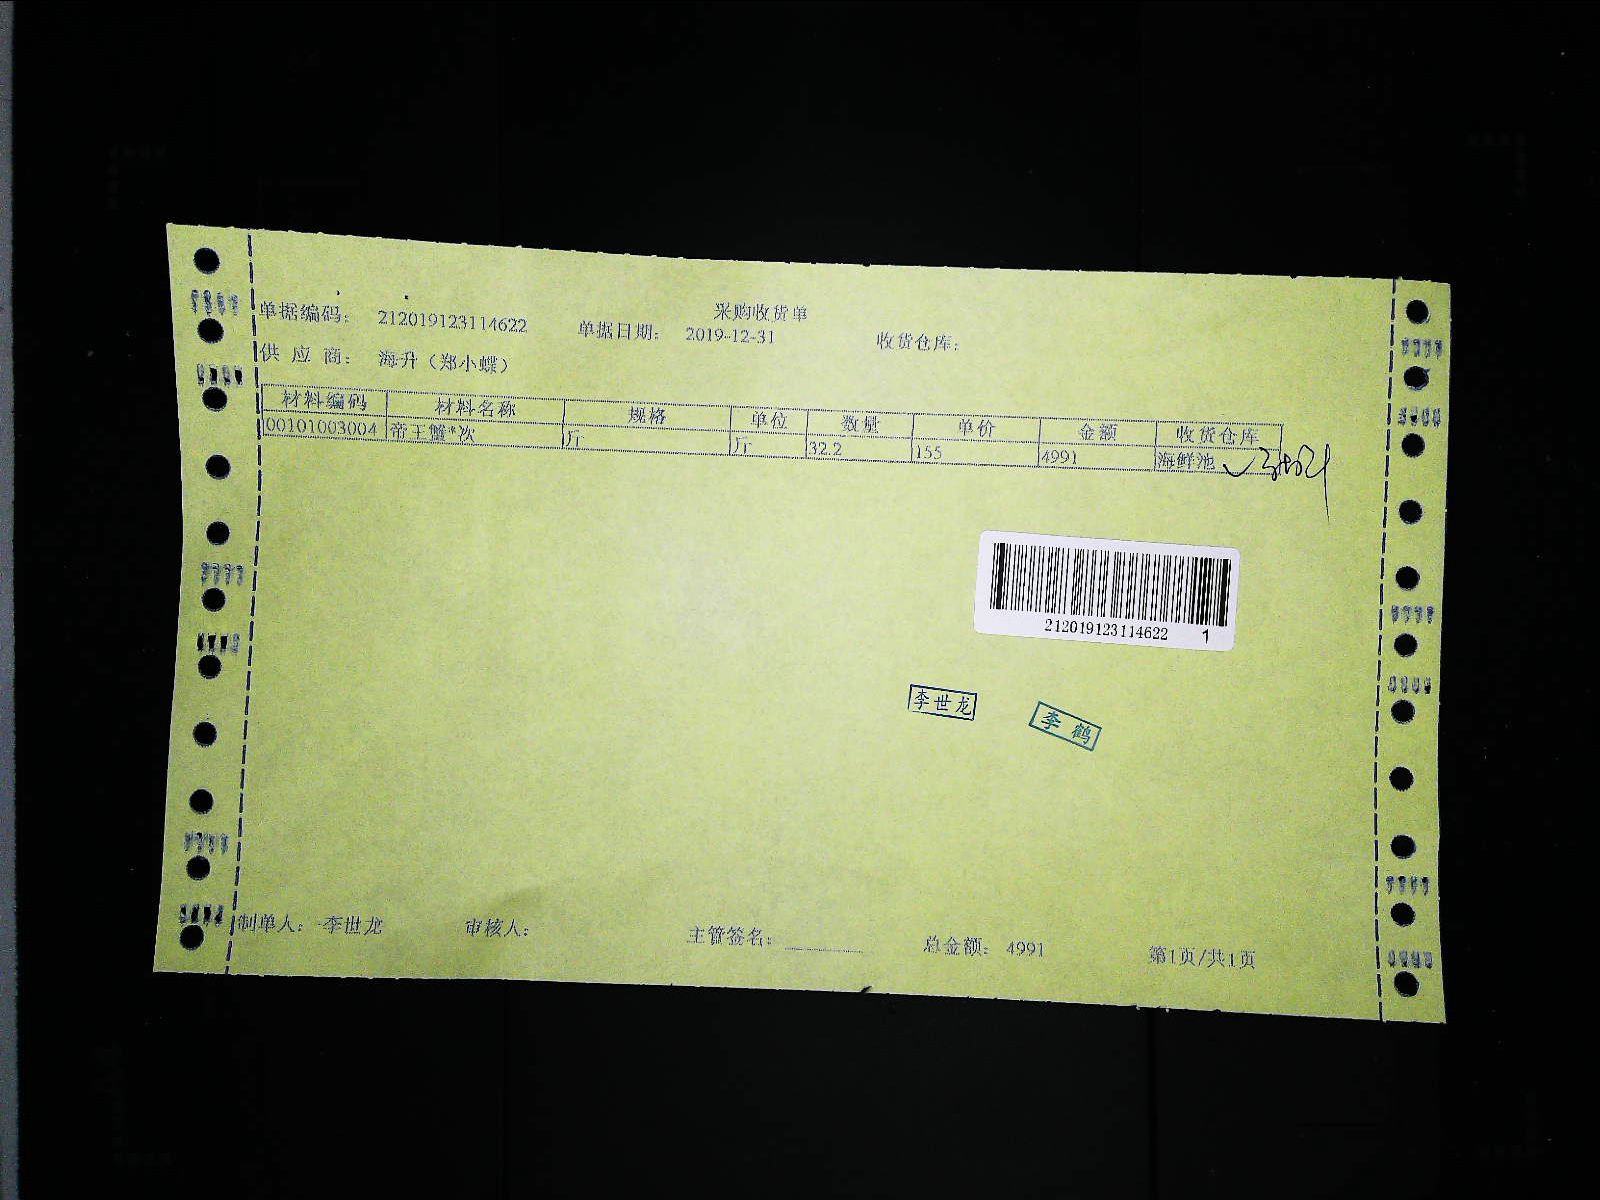 采购收货单
单据编码: 212019123114622 单据日期: 2019-12-31 收货仓库:
供 应 商: 海升（郑小蝶）
材料编码 材料名称 规格 单位 数量 单价 金额 收货仓库
00101003004 帝王蟹*次 斤 斤 32.2 155 4991 海鲜池
212019123114622 1
李世龙 李鹤
制单人: 李世龙 审核人: 主管签名: 总金额: 4991 第1页/共1页